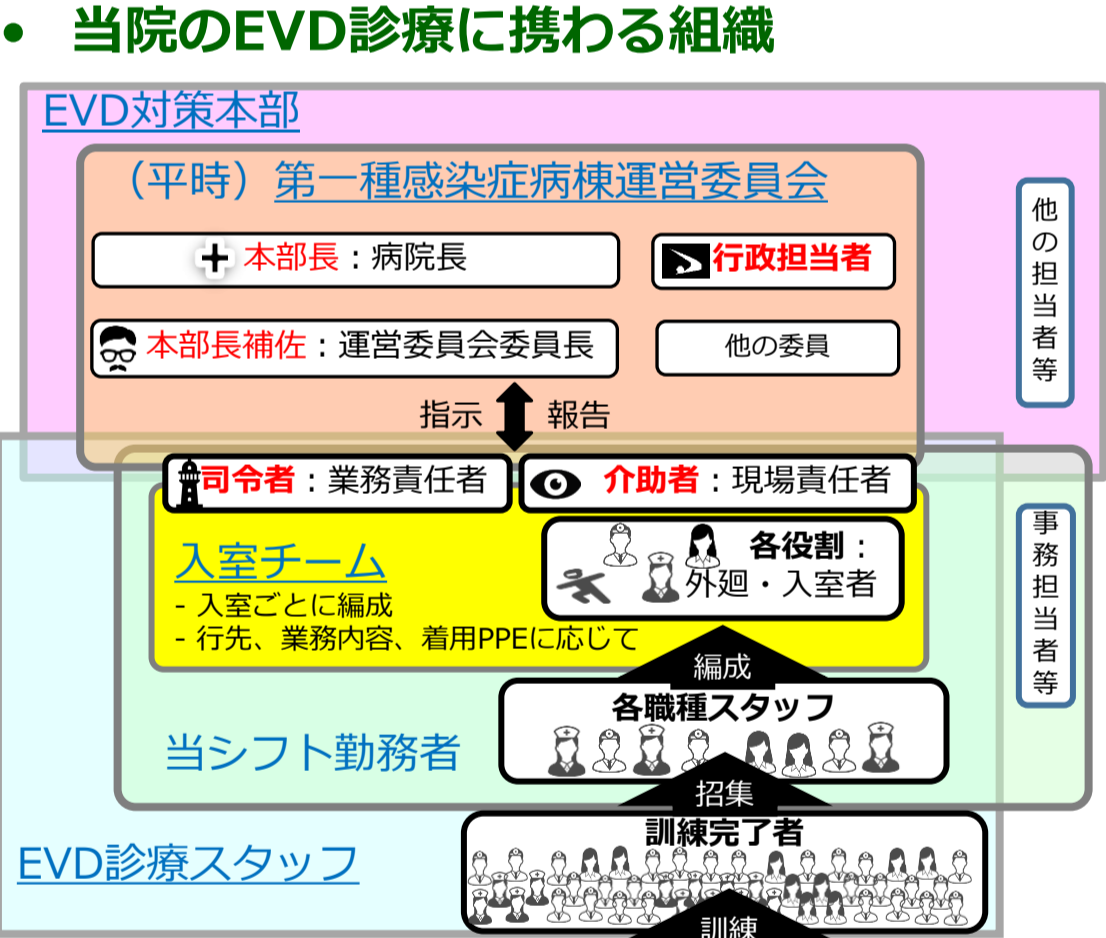 • 当院のEVD診療に携わる組織
EVD対策本部
（平時）第一種感染症病棟運営委員会
本部長：病院長
行政担当者
本部長補佐：運営委員会委員長
他の委員
他の担当者等
指示
報告
司令者：業務責任者
介助者：現場責任者
入室チーム
- 入室ごとに編成
- 行先、業務内容、着用PPEに応じて
各役割：
外廻・入室者
事務担当者等
編成
各職種スタッフ
当シフト勤務者
招集
訓練完了者
EVD診療スタッフ
訓練